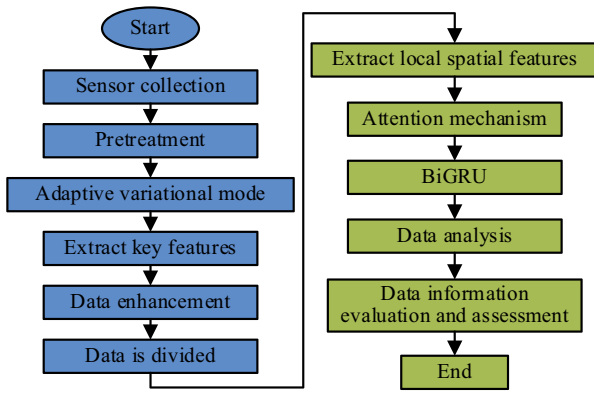 Start
Sensor collection
Pretreatment
Adaptive variational mode
Extract key features
Data enhancement
Data is divided
Extract local spatial features
Attention mechanism
BiGRU
Data analysis
Data information
evaluation and assessment
End